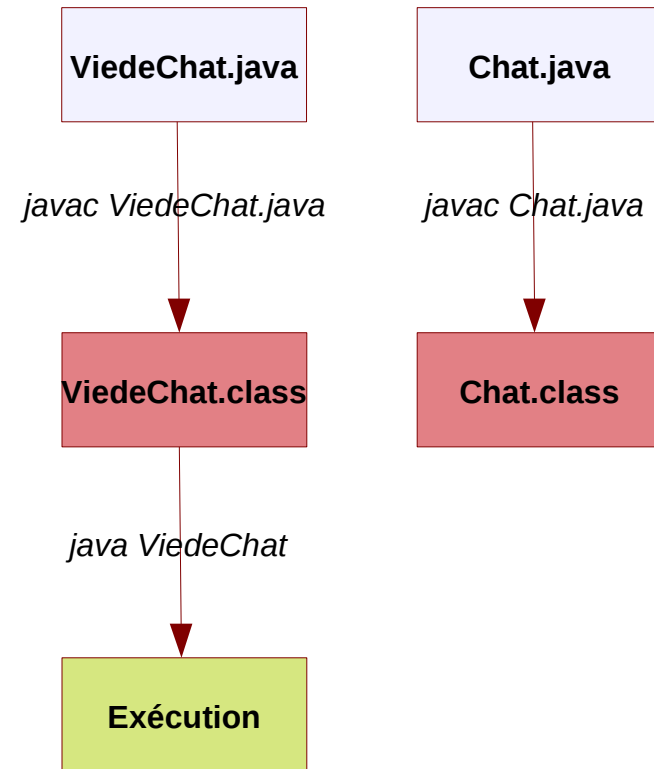 ViedeChat.java
Chat.java
javac ViedeChat.java
javac Chat.java
ViedeChat.class
Chat.class
java ViedeChat
Exécution